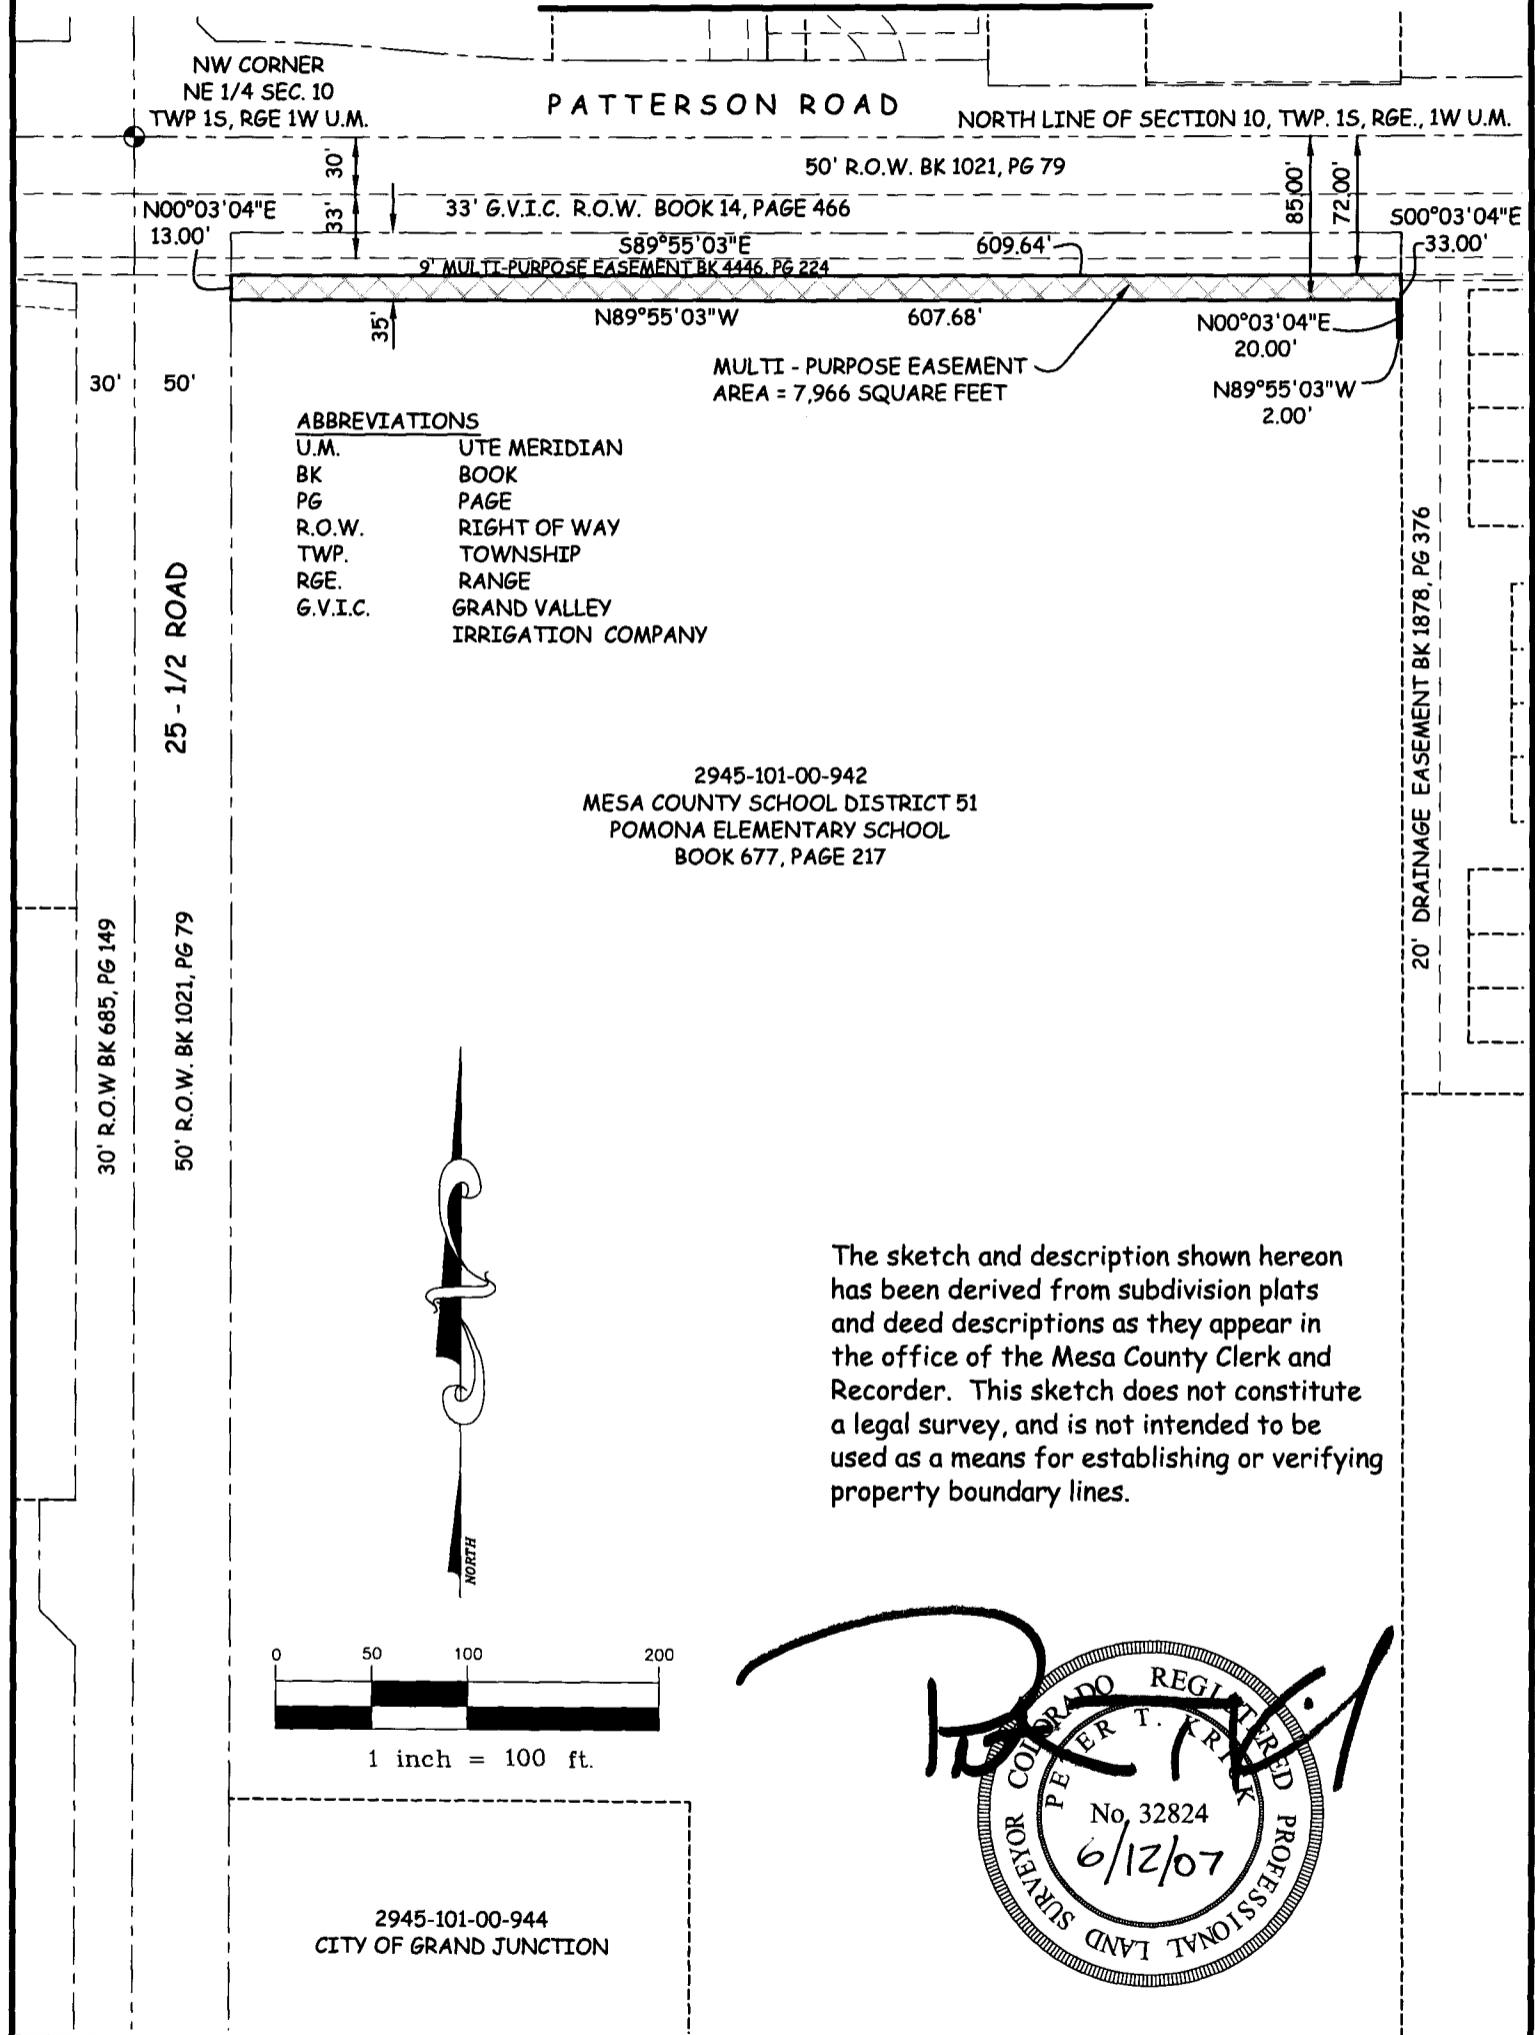 NW CORNER
NE 1/4 SEC. 10
TWP 1S, RGE 1W U.M.
PATTERSON ROAD
NORTH LINE OF SECTION 10, TWP. 1S, RGE., 1W U.M.
30'
50' R.O.W. BK 1021, PG 79
85.00'
72.00'
N00°03'04"E
13.00'
33'
33' G.V.I.C. R.O.W. BOOK 14, PAGE 466
S00°03'04"E
33.00'
S89°55'03"E
609.64'
9' MULTI-PURPOSE EASEMENT BK 4446, PG 224
35'
N89°55'03"W
607.68'
N00°03'04"E
20.00'
MULTI - PURPOSE EASEMENT
AREA = 7,966 SQUARE FEET
N89°55'03"W
2.00'
30'
50'
ABBREVIATIONS
U.M. UTE MERIDIAN
BK BOOK
PG PAGE
R.O.W. RIGHT OF WAY
TWP. TOWNSHIP
RGE. RANGE
G.V.I.C. GRAND VALLEY
IRRIGATION COMPANY
25 - 1/2 ROAD
20' DRAINAGE EASEMENT BK 1878, PG 376
2945-101-00-942
MESA COUNTY SCHOOL DISTRICT 51
POMONA ELEMENTARY SCHOOL
BOOK 677, PAGE 217
30' R.O.W BK 685, PG 149
50' R.O.W. BK 1021, PG 79
The sketch and description shown hereon
has been derived from subdivision plats
and deed descriptions as they appear in
the office of the Mesa County Clerk and
Recorder. This sketch does not constitute
a legal survey, and is not intended to be
used as a means for establishing or verifying
property boundary lines.
NORTH
0 50 100 200
1 inch = 100 ft.
COLORADO REGISTERED
PROFESSIONAL LAND SURVEYOR
PETER T.
No. 32824
6/12/07
2945-101-00-944
CITY OF GRAND JUNCTION